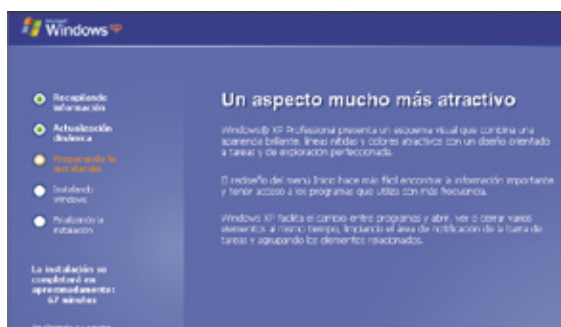 Microsoft
Windows xp
Recopilando
información
Actualización
dinámica
Preparando la
instalación
Instalando
Windows
Finalizando la
instalación
La instalación se
completará en
aproximadamente:
67 minutos
Un aspecto mucho más atractivo
Windows® XP Professional presenta un esquema visual que combina una
apariencia brillante, líneas nítidas y colores atractivos con un diseño orientado
a tareas y de exploración perfeccionada.
El rediseño del menú Inicio hace más fácil encontrar la información importante
y tener acceso a los programas que utiliza con más frecuencia.
Windows XP facilita el cambio entre programas y abrir, ver o cerrar varios
elementos al mismo tiempo, limpiando el área de notificación de la barra de
tareas y agrupando los elementos relacionados.